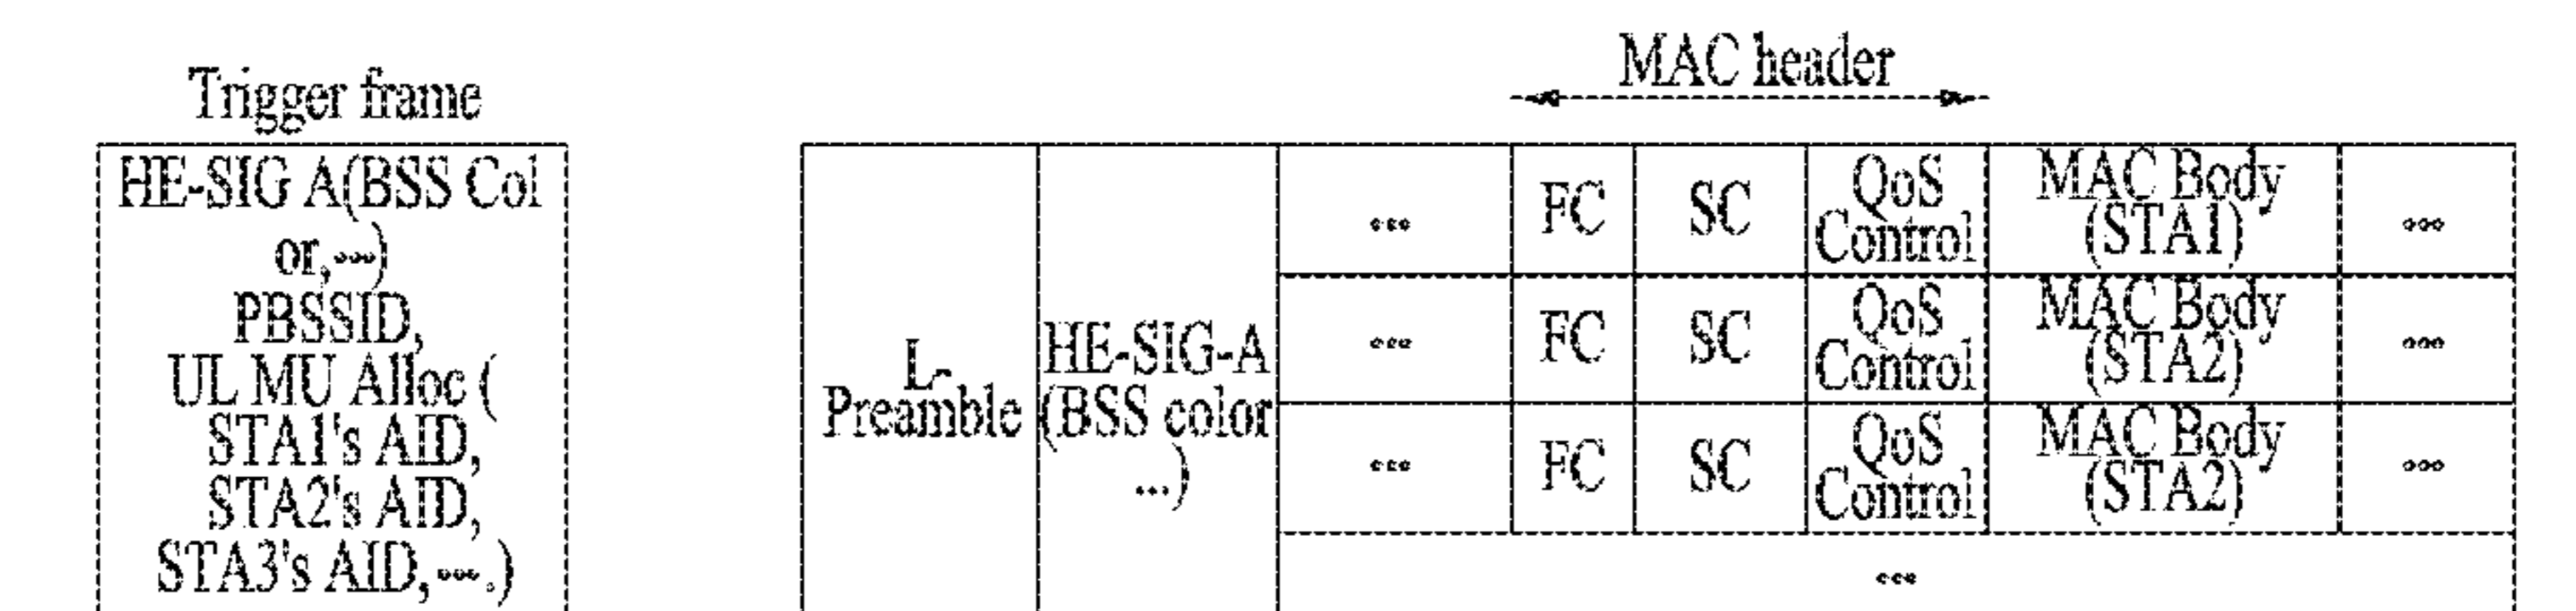 MAC header
Trigger frame
HE-SIG A(BSS Col
or,...)
PBSSID,
UL MU Alloc (
STA1's AID,
STA2's AID,
STA3's AID,....)
L-
Preamble
HE-SIG-A
(BSS color
...)
... FC SC QoS
Control
MAC Body
(STA1)
...
... FC SC QoS
Control
MAC Body
(STA2)
...
... FC SC QoS
Control
MAC Body
(STA2)
...
...